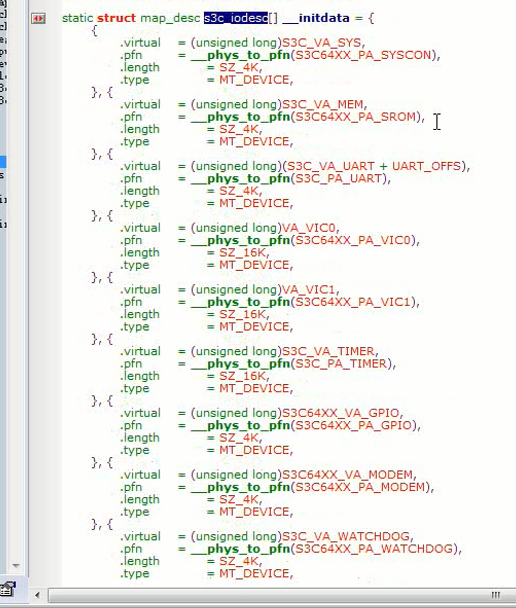 static struct map_desc s3c_iodesc[] __initdata = {
{
.virtual = (unsigned long)S3C_VA_SYS,
.pfn = __phys_to_pfn(S3C64XX_PA_SYSCON),
.length = SZ_4K,
.type = MT_DEVICE,
}, {
.virtual = (unsigned long)S3C_VA_MEM,
.pfn = __phys_to_pfn(S3C64XX_PA_SROM),
.length = SZ_4K,
.type = MT_DEVICE,
}, {
.virtual = (unsigned long)(S3C_VA_UART + UART_OFFS),
.pfn = __phys_to_pfn(S3C_PA_UART),
.length = SZ_4K,
.type = MT_DEVICE,
}, {
.virtual = (unsigned long)VA_VIC0,
.pfn = __phys_to_pfn(S3C64XX_PA_VIC0),
.length = SZ_16K,
.type = MT_DEVICE,
}, {
.virtual = (unsigned long)VA_VIC1,
.pfn = __phys_to_pfn(S3C64XX_PA_VIC1),
.length = SZ_16K,
.type = MT_DEVICE,
}, {
.virtual = (unsigned long)S3C_VA_TIMER,
.pfn = __phys_to_pfn(S3C_PA_TIMER),
.length = SZ_16K,
.type = MT_DEVICE,
}, {
.virtual = (unsigned long)S3C64XX_VA_GPIO,
.pfn = __phys_to_pfn(S3C64XX_PA_GPIO),
.length = SZ_4K,
.type = MT_DEVICE,
}, {
.virtual = (unsigned long)S3C64XX_VA_MODEM,
.pfn = __phys_to_pfn(S3C64XX_PA_MODEM),
.length = SZ_4K,
.type = MT_DEVICE,
}, {
.virtual = (unsigned long)S3C_VA_WATCHDOG,
.pfn = __phys_to_pfn(S3C64XX_PA_WATCHDOG),
.length = SZ_4K,
.type = MT_DEVICE,